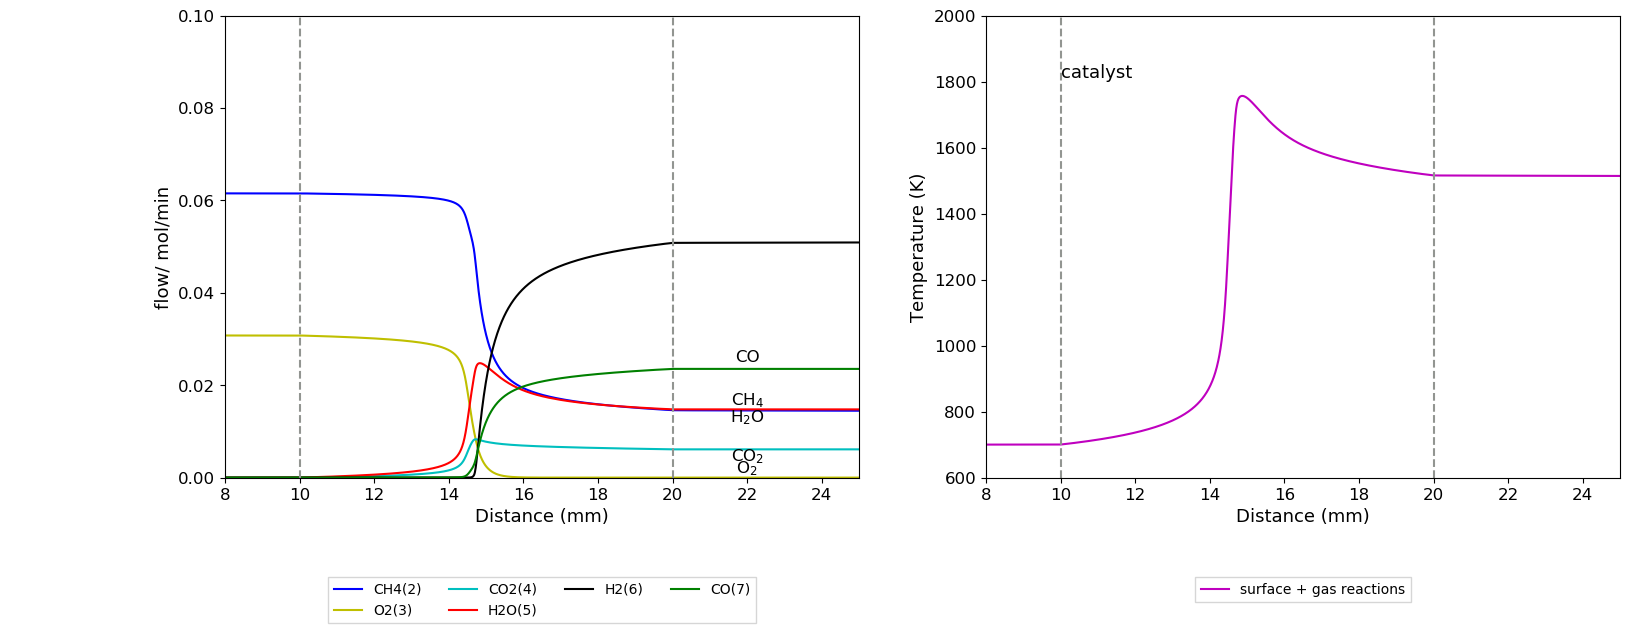 0.10
0.08
0.06
0.04
0.02
0.00
flow/ mol/min
CO
CH₄
H₂O
CO₂
O₂
8 10 12 14 16 18 20 22 24
Distance (mm)
CH4(2) CO2(4) H2(6) CO(7)
O2(3) H2O(5)
2000
1800
1600
1400
1200
1000
800
600
Temperature (K)
catalyst
8 10 12 14 16 18 20 22 24
Distance (mm)
surface + gas reactions